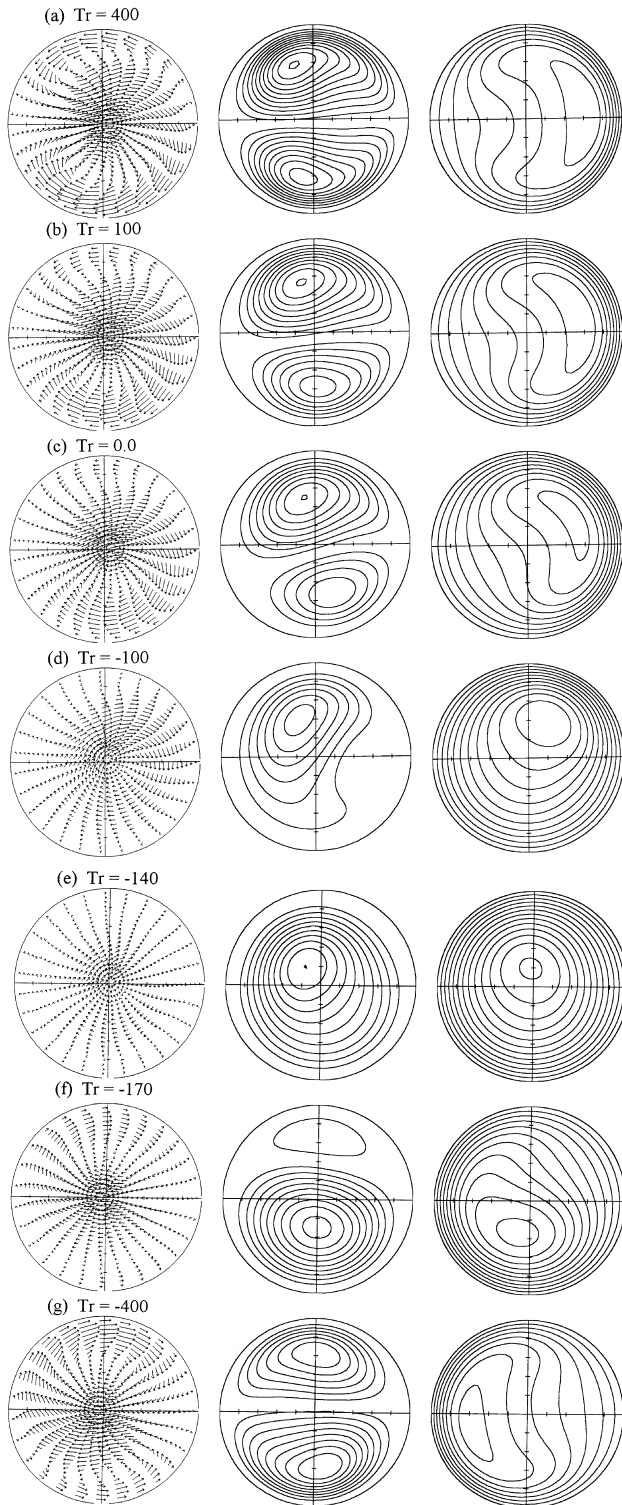 (a) Tr = 400
(b) Tr = 100
(c) Tr = 0.0
(d) Tr = -100
(e) Tr = -140
(f) Tr = -170
(g) Tr = -400